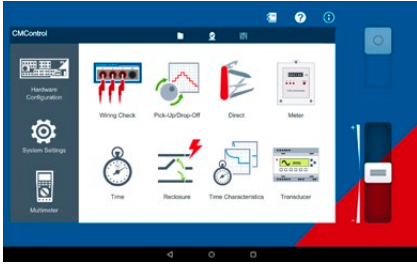 CMControl
Hardware
Configuration
System Settings
Multimeter
Wiring Check
Pick-Up/Drop-Off
Direct
Meter
Time
Reclosure
Time Characteristics
Transducer